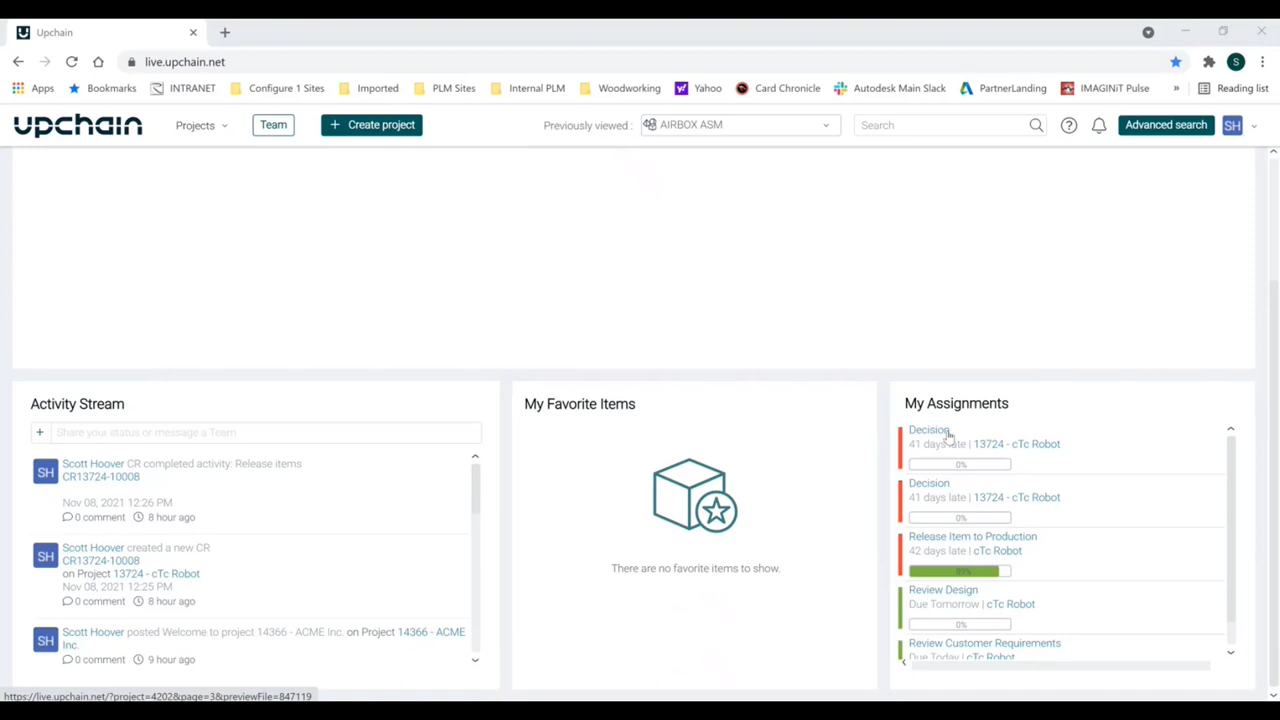 Upchain
live.upchain.net
Apps
Bookmarks
INTRANET
Configure 1 Sites
Imported
PLM Sites
Internal PLM
Woodworking
Yahoo
Card Chronicle
Autodesk Main Slack
PartnerLanding
IMAGINiT Pulse
»
Reading list
S
upchain
Projects
Team
+ Create project
Previously viewed :
AIRBOX ASM
Search
Advanced search
SH
Activity Stream
+ Share your status or message a Team
SH
Scott Hoover CR completed activity: Release items
CR13724-10008
Nov 08, 2021 12:26 PM
0 comment 8 hour ago
SH
Scott Hoover created a new CR
CR13724-10008
on Project 13724 - cTc Robot
Nov 08, 2021 12:25 PM
0 comment 8 hour ago
SH
Scott Hoover posted Welcome to project 14366 - ACME Inc. on Project 14366 - ACME
Inc.
0 comment 9 hour ago
My Favorite Items
There are no favorite items to show.
My Assignments
Decision
41 days late | 13724 - cTc Robot
0%
Decision
41 days late | 13724 - cTc Robot
0%
Release Item to Production
42 days late | cTc Robot
Review Design
Due Tomorrow | cTc Robot
0%
Review Customer Requirements
Due Today | cTc Robot
https://live.upchain.net/?project=4202&page=3&previewFile=847119